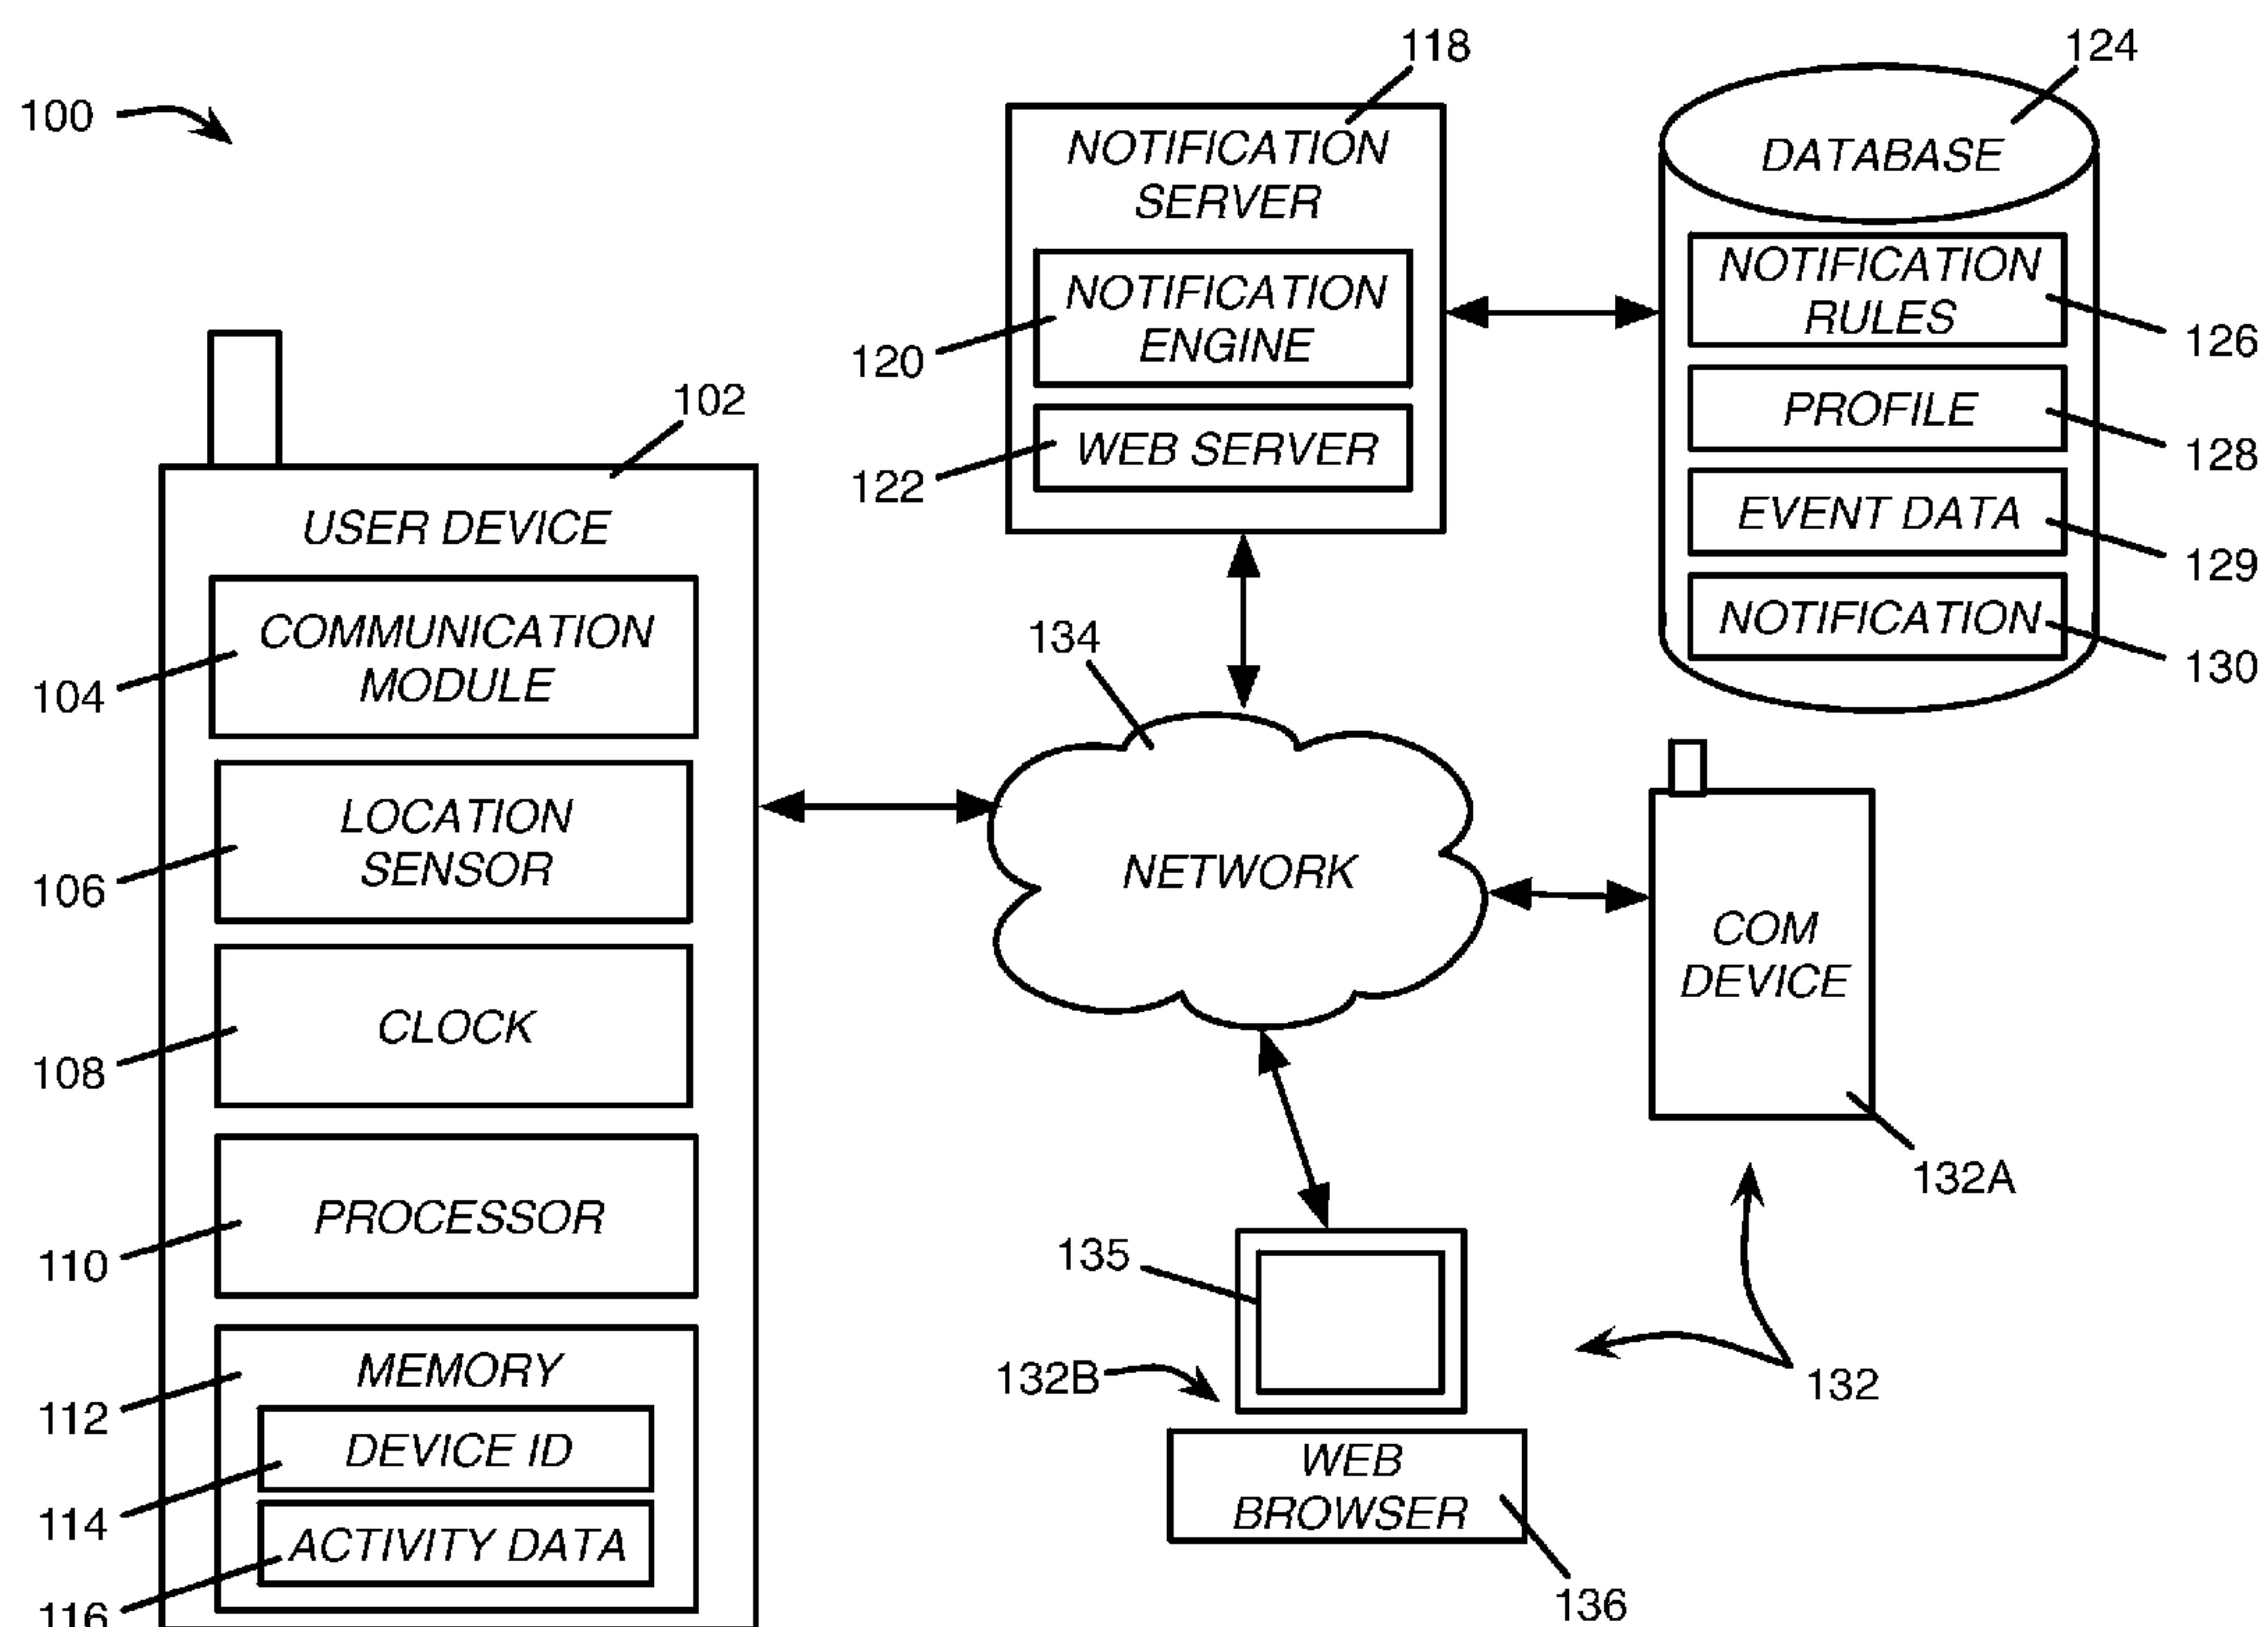 100
118
NOTIFICATION
SERVER
NOTIFICATION
ENGINE
120
WEB SERVER
122
124
DATABASE
NOTIFICATION
RULES
126
PROFILE
128
EVENT DATA
129
NOTIFICATION
130
102
USER DEVICE
COMMUNICATION
MODULE
104
LOCATION
SENSOR
106
CLOCK
108
PROCESSOR
110
MEMORY
112
DEVICE ID
114
ACTIVITY DATA
116
134
NETWORK
COM
DEVICE
132A
135
132B
132
WEB
BROWSER
136